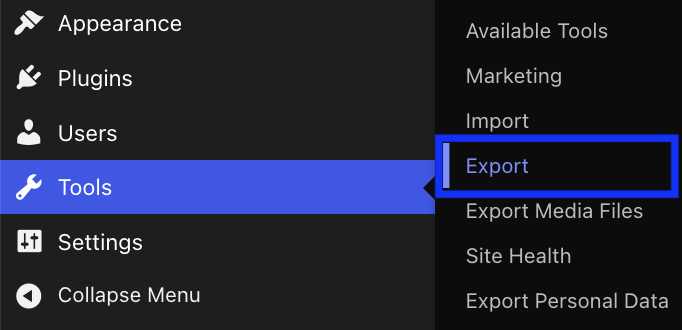 Appearance
Plugins
Users
Tools
Settings
Collapse Menu
Available Tools
Marketing
Import
Export
Export Media Files
Site Health
Export Personal Data